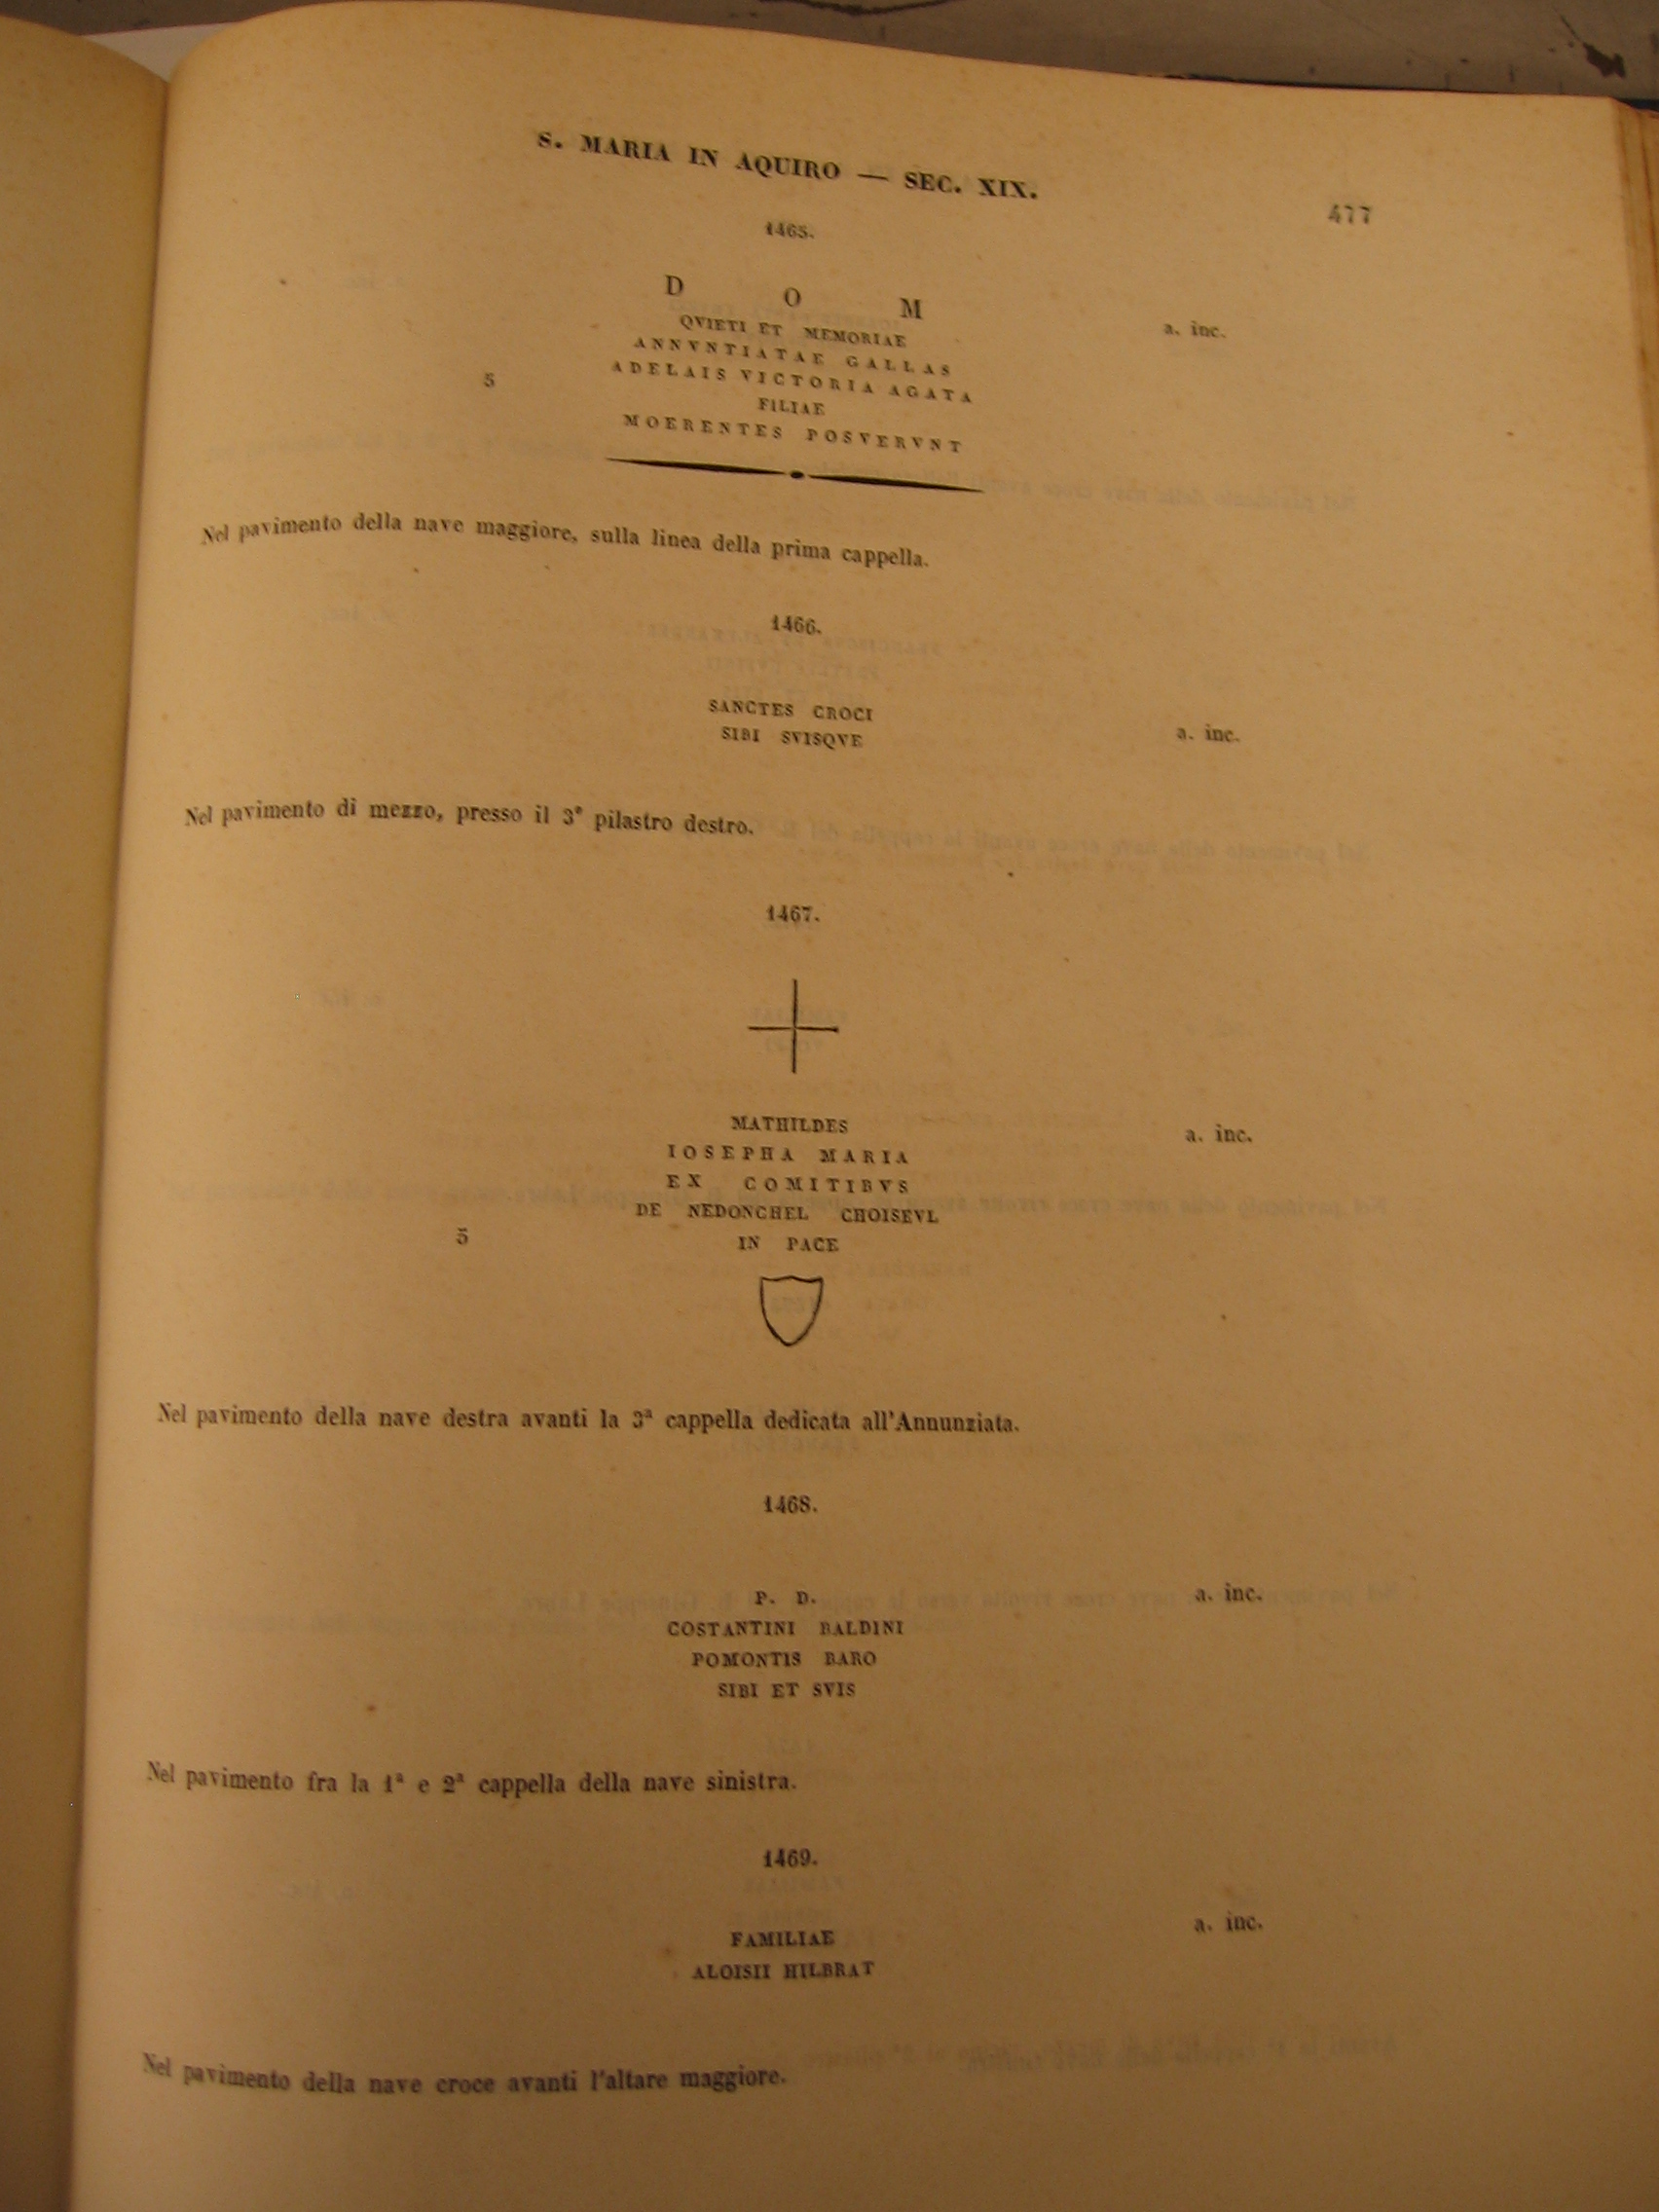 S. MARIA IN AQUIRO — SEC. XIX.
477
1465.
D O M
a. inc.
QVIETI ET MEMORIAE
ANNVNTIATAE GALLAS
ADELAIS VICTORIA AGATA
5
FILIAE
MOERENTES POSVERVNT
Nel pavimento della nave maggiore, sulla linea della prima cappella.
1466.
SANCTES CROCI
SIBI SVISQVE
a. inc.
Nel pavimento di mezzo, presso il 3° pilastro destro.
1467.
MATHILDES
a. inc.
IOSEPHA MARIA
EX COMITIBVS
DE NEDONCHEL CHOISEVL
5
IN PACE
Nel pavimento della nave destra avanti la 3ª cappella dedicata all'Annunziata.
1468.
P. D.
a. inc.
COSTANTINI BALDINI
POMONTIS BARO
SIBI ET SVIS
Nel pavimento fra la 1ª e 2ª cappella della nave sinistra.
1469.
a. inc.
FAMILIAE
ALOISII HILBRAT
Nel pavimento della nave croce avanti l'altare maggiore.